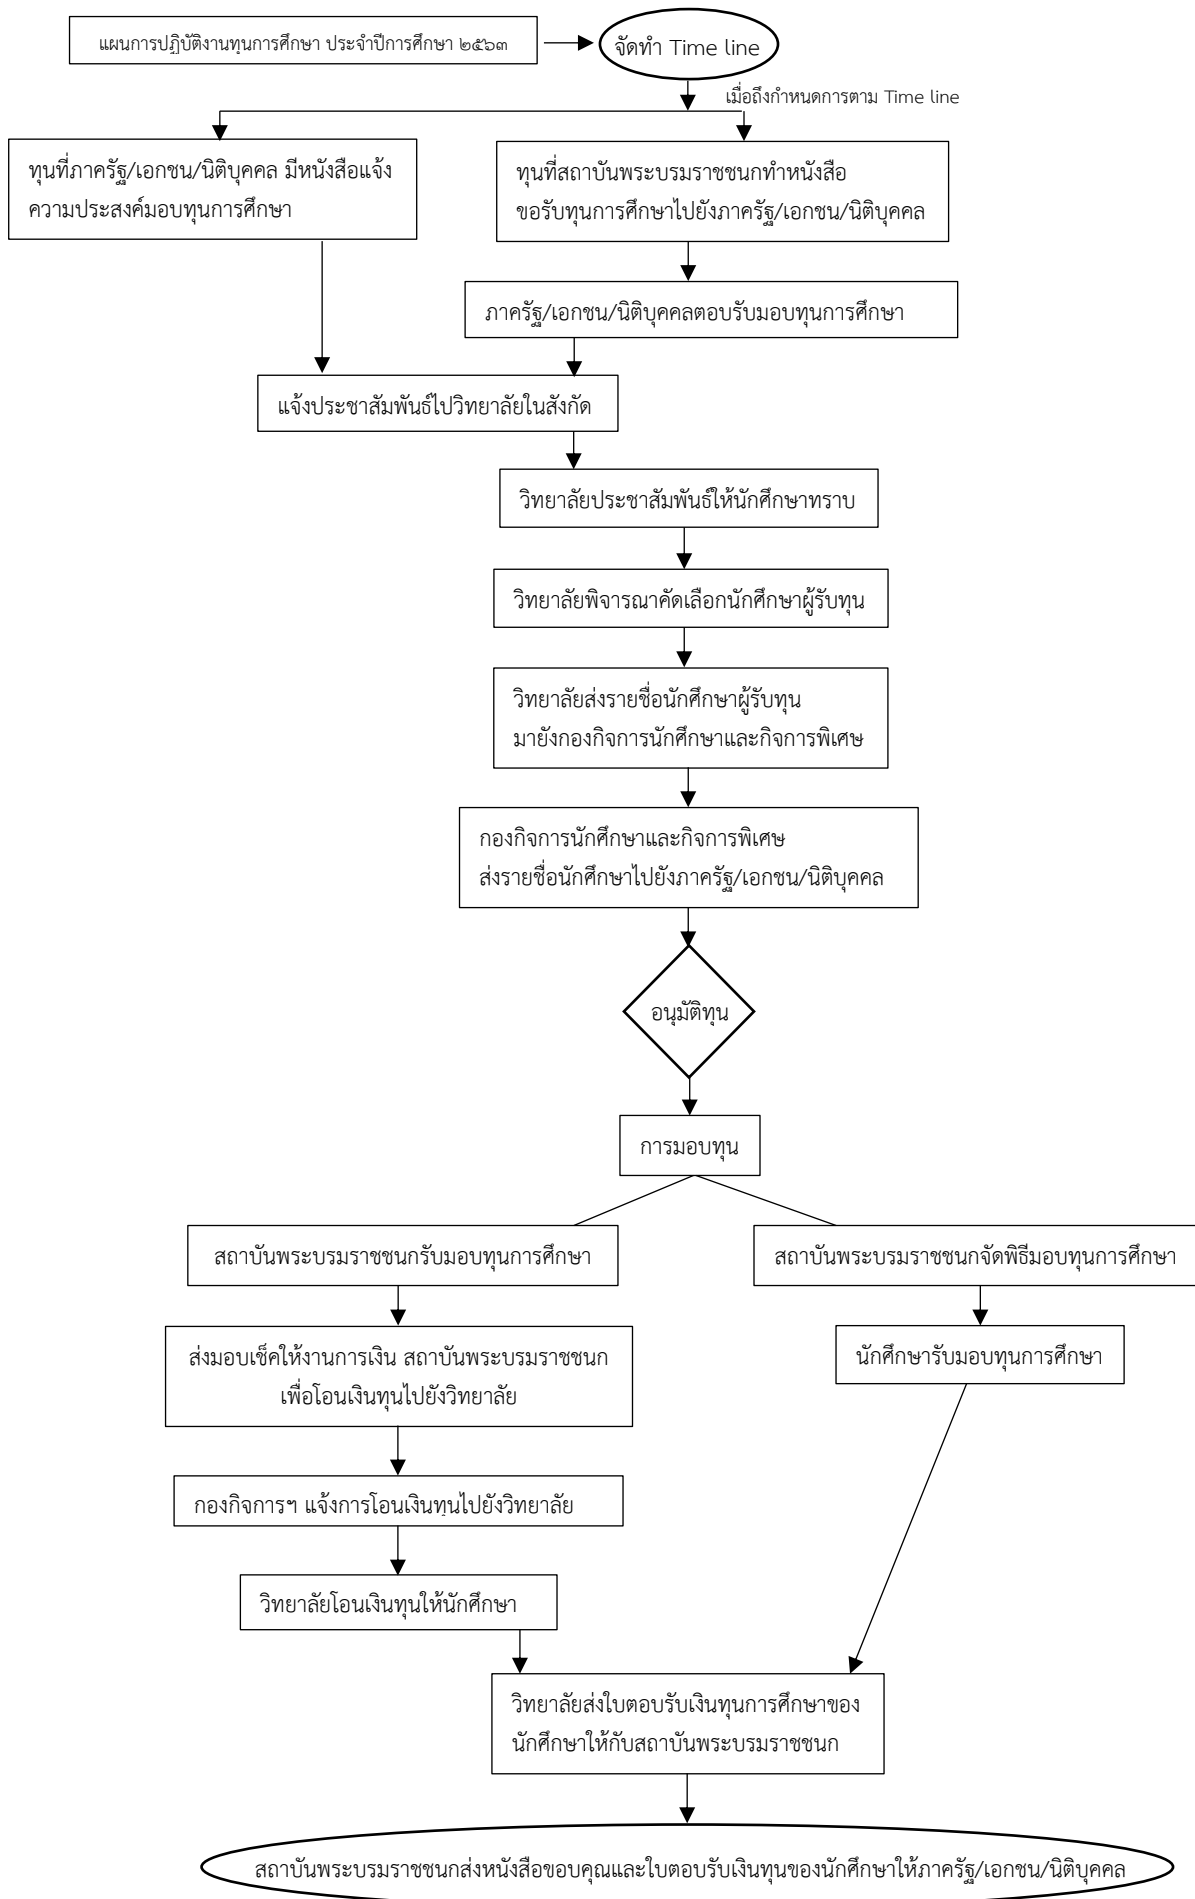 แผนการปฏิบัติงานทุนการศึกษา ประจำปีการศึกษา ๒๕๖๓
จัดทำ Time line
เมื่อถึงกำหนดการตาม Time line
ทุนที่ภาครัฐ/เอกชน/นิติบุคคล มีหนังสือแจ้ง
ความประสงค์มอบทุนการศึกษา
ทุนที่สถาบันพระบรมราชชนกทำหนังสือ
ขอรับทุนการศึกษาไปยังภาครัฐ/เอกชน/นิติบุคคล
ภาครัฐ/เอกชน/นิติบุคคลตอบรับมอบทุนการศึกษา
แจ้งประชาสัมพันธ์ไปวิทยาลัยในสังกัด
วิทยาลัยประชาสัมพันธ์ให้นักศึกษาทราบ
วิทยาลัยพิจารณาคัดเลือกนักศึกษาผู้รับทุน
วิทยาลัยส่งรายชื่อนักศึกษาผู้รับทุน
มายังกองกิจการนักศึกษาและกิจการพิเศษ
กองกิจการนักศึกษาและกิจการพิเศษ
ส่งรายชื่อนักศึกษาไปยังภาครัฐ/เอกชน/นิติบุคคล
อนุมัติทุน
การมอบทุน
สถาบันพระบรมราชชนกรับมอบทุนการศึกษา
สถาบันพระบรมราชชนกจัดพิธีมอบทุนการศึกษา
ส่งมอบเช็คให้งานการเงิน สถาบันพระบรมราชชนก
เพื่อโอนเงินทุนไปยังวิทยาลัย
นักศึกษารับมอบทุนการศึกษา
กองกิจการฯ แจ้งการโอนเงินทุนไปยังวิทยาลัย
วิทยาลัยโอนเงินทุนให้นักศึกษา
วิทยาลัยส่งใบตอบรับเงินทุนการศึกษาของ
นักศึกษาให้กับสถาบันพระบรมราชชนก
สถาบันพระบรมราชชนกส่งหนังสือขอบคุณและใบตอบรับเงินทุนของนักศึกษาให้ภาครัฐ/เอกชน/นิติบุคคล